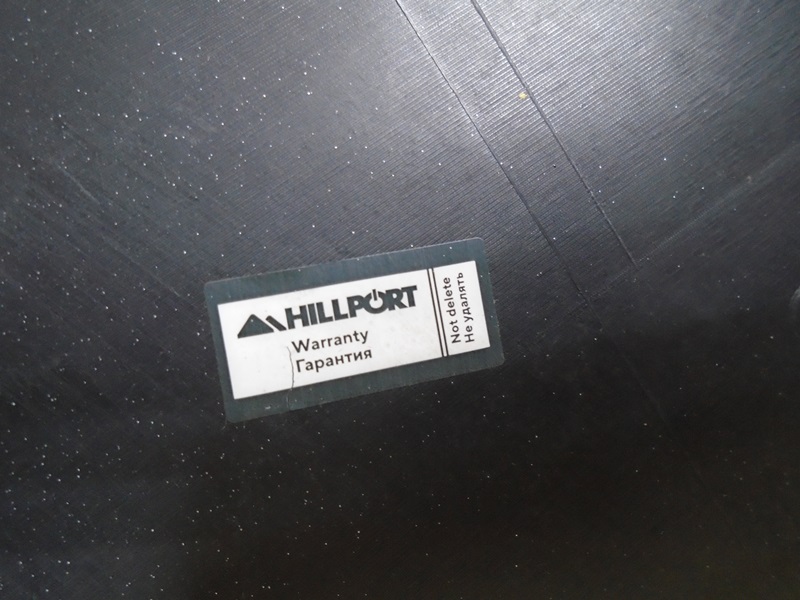 HILLPORT
Warranty
Гарантия
Not delete
Не удалять